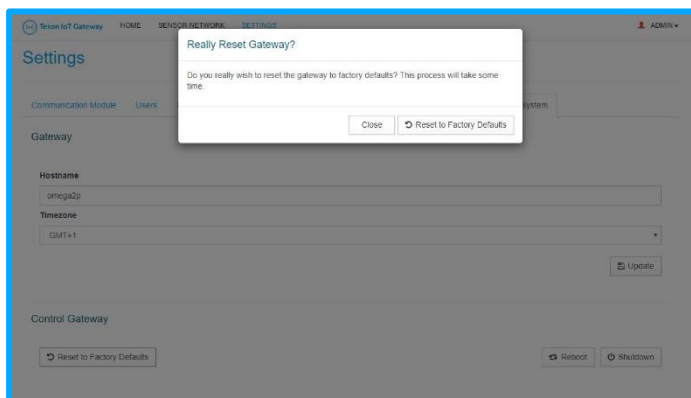 Tekon IoT Gateway HOME SENSOR NETWORK SETTINGS ADMIN
Settings
Really Reset Gateway?
Do you really wish to reset the gateway to factory defaults? This process will take some
time.
Close Reset to Factory Defaults
Communication Module Users System
Gateway
Hostname
omega2p
Timezone
GMT+1
Update
Control Gateway
Reset to Factory Defaults Reboot Shutdown